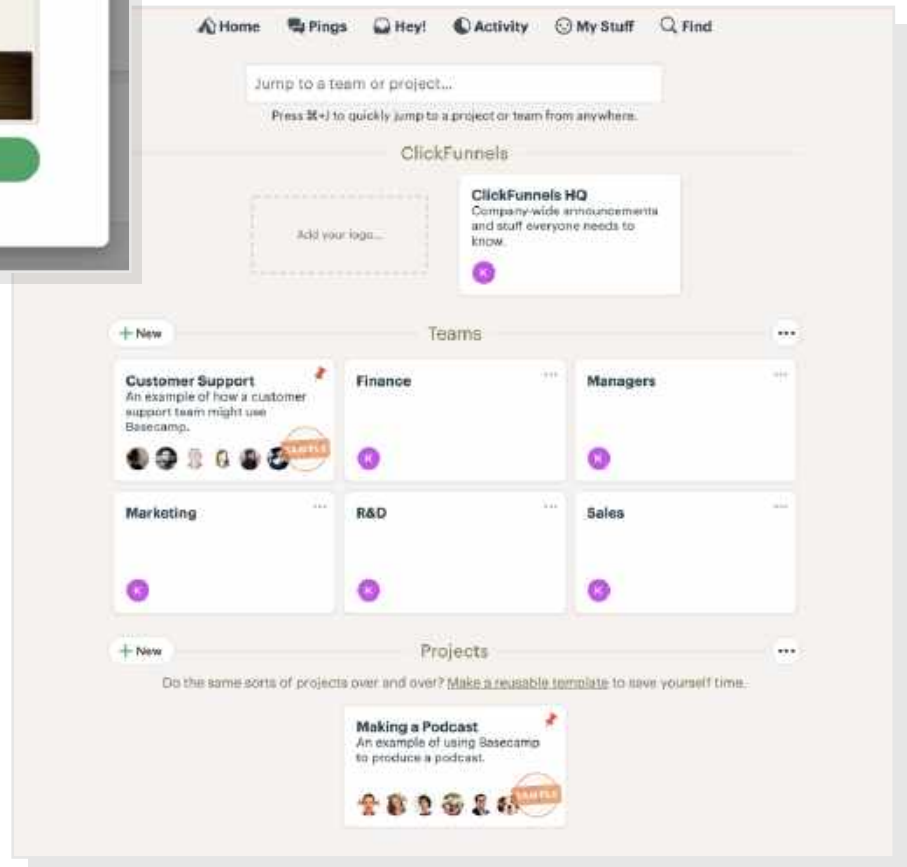 Home Pings Hey! Activity My Stuff Find
Jump to a team or project...
Press ⌘+J to quickly jump to a project or team from anywhere.
ClickFunnels
Add your logo...
ClickFunnels HQ
Company-wide announcements
and stuff everyone needs to
know.
K
+ New
Teams
Customer Support
An example of how a customer
support team might use
Basecamp.
SAMPLE
Finance
K
Managers
K
Marketing
K
R&D
K
Sales
K
+ New
Projects
Do the same sorts of projects over and over? Make a reusable template to save yourself time.
Making a Podcast
An example of using Basecamp
to produce a podcast.
SAMPLE